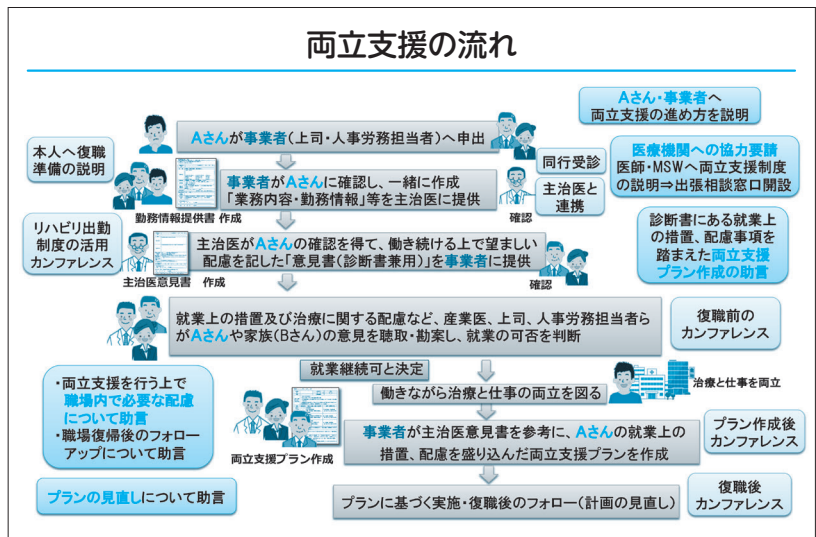 両立支援の流れ
Aさん・事業者へ
両立支援の進め方を説明
Aさんが事業者(上司・人事労務担当者)へ申出
本人へ復職
準備の説明
同行受診
医療機関への協力要請
医師・MSWへ両立支援制度
の説明⇒出張相談窓口開設
事業者がAさんに確認し、一緒に作成
「業務内容・勤務情報」等を主治医に提供
主治医と
連携
勤務情報提供書 作成
確認
リハビリ出勤
制度の活用
カンファレンス
主治医がAさんの確認を得て、働き続ける上で望ましい
配慮を記した「意見書(診断書兼用)」を事業者に提供
診断書にある就業上
の措置、配慮事項を
踏まえた両立支援
プラン作成の助言
主治医意見書 作成
確認
就業上の措置及び治療に関する配慮など、産業医、上司、人事労務担当者ら
がAさんや家族(Bさん)の意見を聴取・勘案し、就業の可否を判断
復職前の
カンファレンス
就業継続可と決定
・両立支援を行う上で
職場内で必要な配慮
について助言
・職場復帰後のフォロー
アップについて助言
働きながら治療と仕事の両立を図る
治療と仕事を両立
事業者が主治医意見書を参考に、Aさんの就業上の
措置、配慮を盛り込んだ両立支援プランを作成
プラン作成後
カンファレンス
両立支援プラン作成
プランの見直しについて助言
プランに基づく実施・復職後のフォロー(計画の見直し)
復職後
カンファレンス